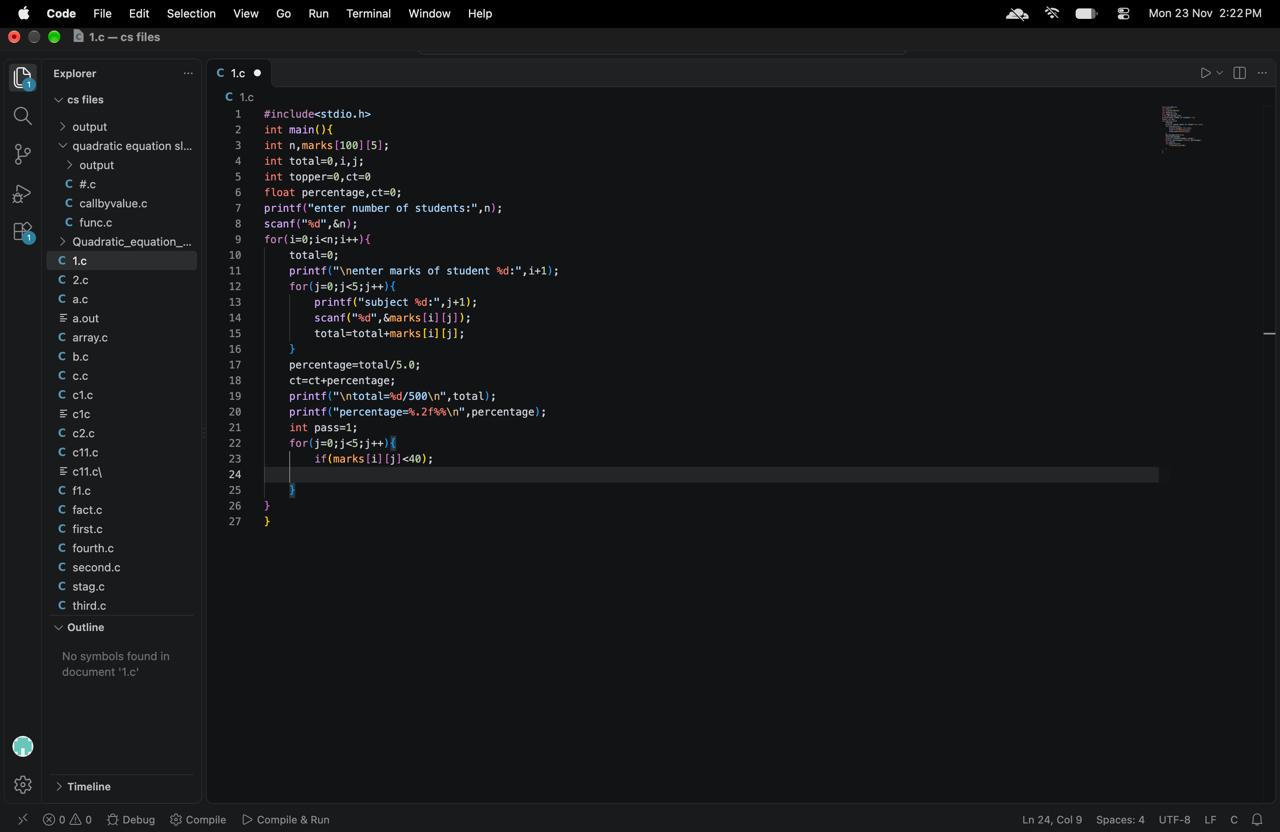 Code File Edit Selection View Go Run Terminal Window Help Mon 23 Nov 2:22 PM
1.c — cs files
Explorer ···
cs files
output
quadratic equation sl...
output
C #.c
C callbyvalue.c
C func.c
Quadratic_equation_...
C 1.c
C 2.c
C a.c
a.out
C array.c
C b.c
C c.c
C c1.c
c1c
C c2.c
C c11.c
c11.c\
C f1.c
C fact.c
C first.c
C fourth.c
C second.c
C stag.c
C third.c
Outline
No symbols found in
document '1.c'
Timeline
1
1
C 1.c
C 1.c
1 #include<stdio.h>
2 int main(){
3 int n,marks[100][5];
4 int total=0,i,j;
5 int topper=0,ct=0
6 float percentage,ct=0;
7 printf("enter number of students:",n);
8 scanf("%d",&n);
9 for(i=0;i<n;i++){
10 total=0;
11 printf("\nenter marks of student %d:",i+1);
12 for(j=0;j<5;j++){
13 printf("subject %d:",j+1);
14 scanf("%d",&marks[i][j]);
15 total=total+marks[i][j];
16 }
17 percentage=total/5.0;
18 ct=ct+percentage;
19 printf("\ntotal=%d/500\n",total);
20 printf("percentage=%.2f%%\n",percentage);
21 int pass=1;
22 for(j=0;j<5;j++){
23 if(marks[i][j]<40);
24
25 }
26 }
27 }
0 0 Debug Compile Compile & Run Ln 24, Col 9 Spaces: 4 UTF-8 LF C